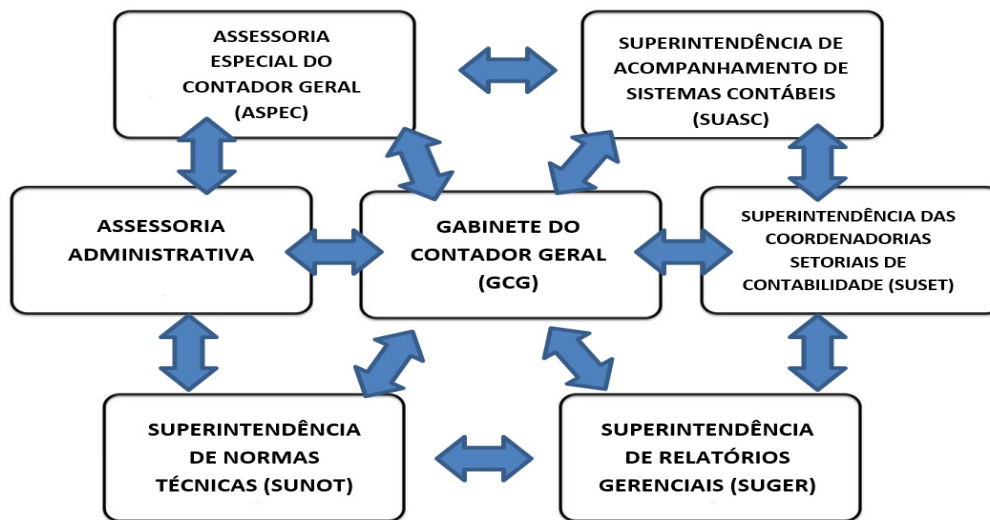 ASSESSORIA
ESPECIAL DO
CONTADOR GERAL
(ASPEC)
SUPERINTENDÊNCIA DE
ACOMPANHAMENTO DE
SISTEMAS CONTÁBEIS
(SUASC)
ASSESSORIA
ADMINISTRATIVA
GABINETE DO
CONTADOR GERAL
(GCG)
SUPERINTENDÊNCIA DAS
COORDENADORIAS
SETORIAIS DE
CONTABILIDADE (SUSET)
SUPERINTENDÊNCIA
DE NORMAS
TÉCNICAS (SUNOT)
SUPERINTENDÊNCIA
DE RELATÓRIOS
GERENCIAIS (SUGER)